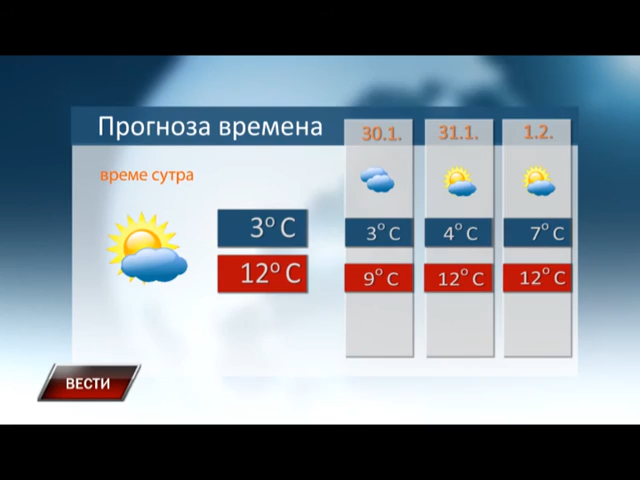 Прогноза времена
време сутра
3° C
12° C
30.1.
3° C
9° C
31.1.
4° C
12° C
1.2.
7° C
12° C
ВЕСТИ